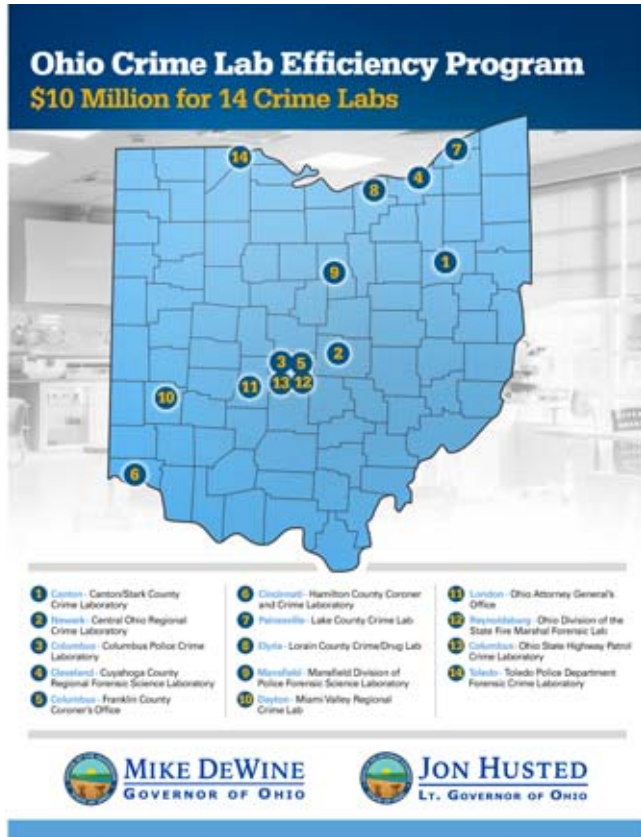 Ohio Crime Lab Efficiency Program
$10 Million for 14 Crime Labs
7
14
4
8
1
9
2
3
5
11
13
12
10
6
1 Canton - Canton/Stark County
Crime Laboratory
2 Newark - Central Ohio Regional
Crime Laboratory
3 Columbus - Columbus Police Crime
Laboratory
4 Cleveland - Cuyahoga County
Regional Forensic Science Laboratory
5 Columbus - Franklin County
Coroner's Office
6 Cincinnati - Hamilton County Coroner
and Crime Laboratory
7 Painesville - Lake County Crime Lab
8 Elyria - Lorain County Crime/Drug Lab
9 Mansfield - Mansfield Division of
Police Forensic Science Laboratory
10 Dayton - Miami Valley Regional
Crime Lab
11 London - Ohio Attorney General's
Office
12 Reynoldsburg - Ohio Division of the
State Fire Marshal Forensic Lab
13 Columbus - Ohio State Highway Patrol
Crime Laboratory
14 Toledo - Toledo Police Department
Forensic Crime Laboratory
MIKE DEWINE
GOVERNOR OF OHIO
JON HUSTED
LT. GOVERNOR OF OHIO